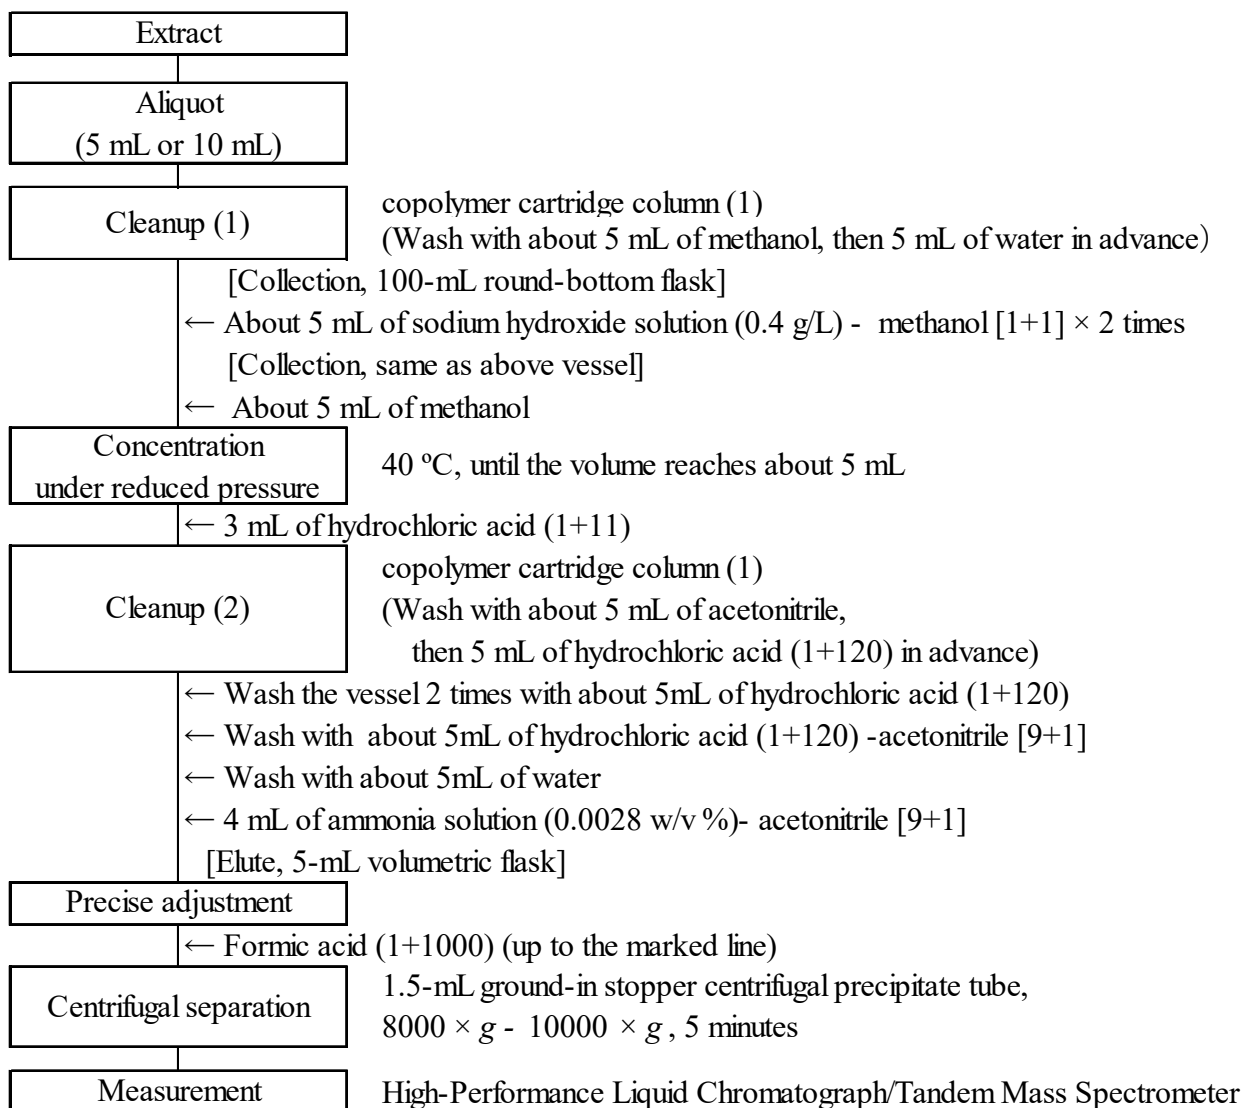 Extract
Aliquot
(5 mL or 10 mL)
Cleanup (1)
copolymer cartridge column (1)
(Wash with about 5 mL of methanol, then 5 mL of water in advance）
[Collection, 100-mL round-bottom flask]
← About 5 mL of sodium hydroxide solution (0.4 g/L) - methanol [1+1] × 2 times
[Collection, same as above vessel]
← About 5 mL of methanol
Concentration
under reduced pressure
40 ºC, until the volume reaches about 5 mL
← 3 mL of hydrochloric acid (1+11)
Cleanup (2)
copolymer cartridge column (1)
(Wash with about 5 mL of acetonitrile,
then 5 mL of hydrochloric acid (1+120) in advance)
← Wash the vessel 2 times with about 5mL of hydrochloric acid (1+120)
← Wash with about 5mL of hydrochloric acid (1+120) -acetonitrile [9+1]
← Wash with about 5mL of water
← 4 mL of ammonia solution (0.0028 w/v %)- acetonitrile [9+1]
[Elute, 5-mL volumetric flask]
Precise adjustment
← Formic acid (1+1000) (up to the marked line)
Centrifugal separation
1.5-mL ground-in stopper centrifugal precipitate tube,
8000 × g - 10000 × g , 5 minutes
Measurement
High-Performance Liquid Chromatograph/Tandem Mass Spectrometer